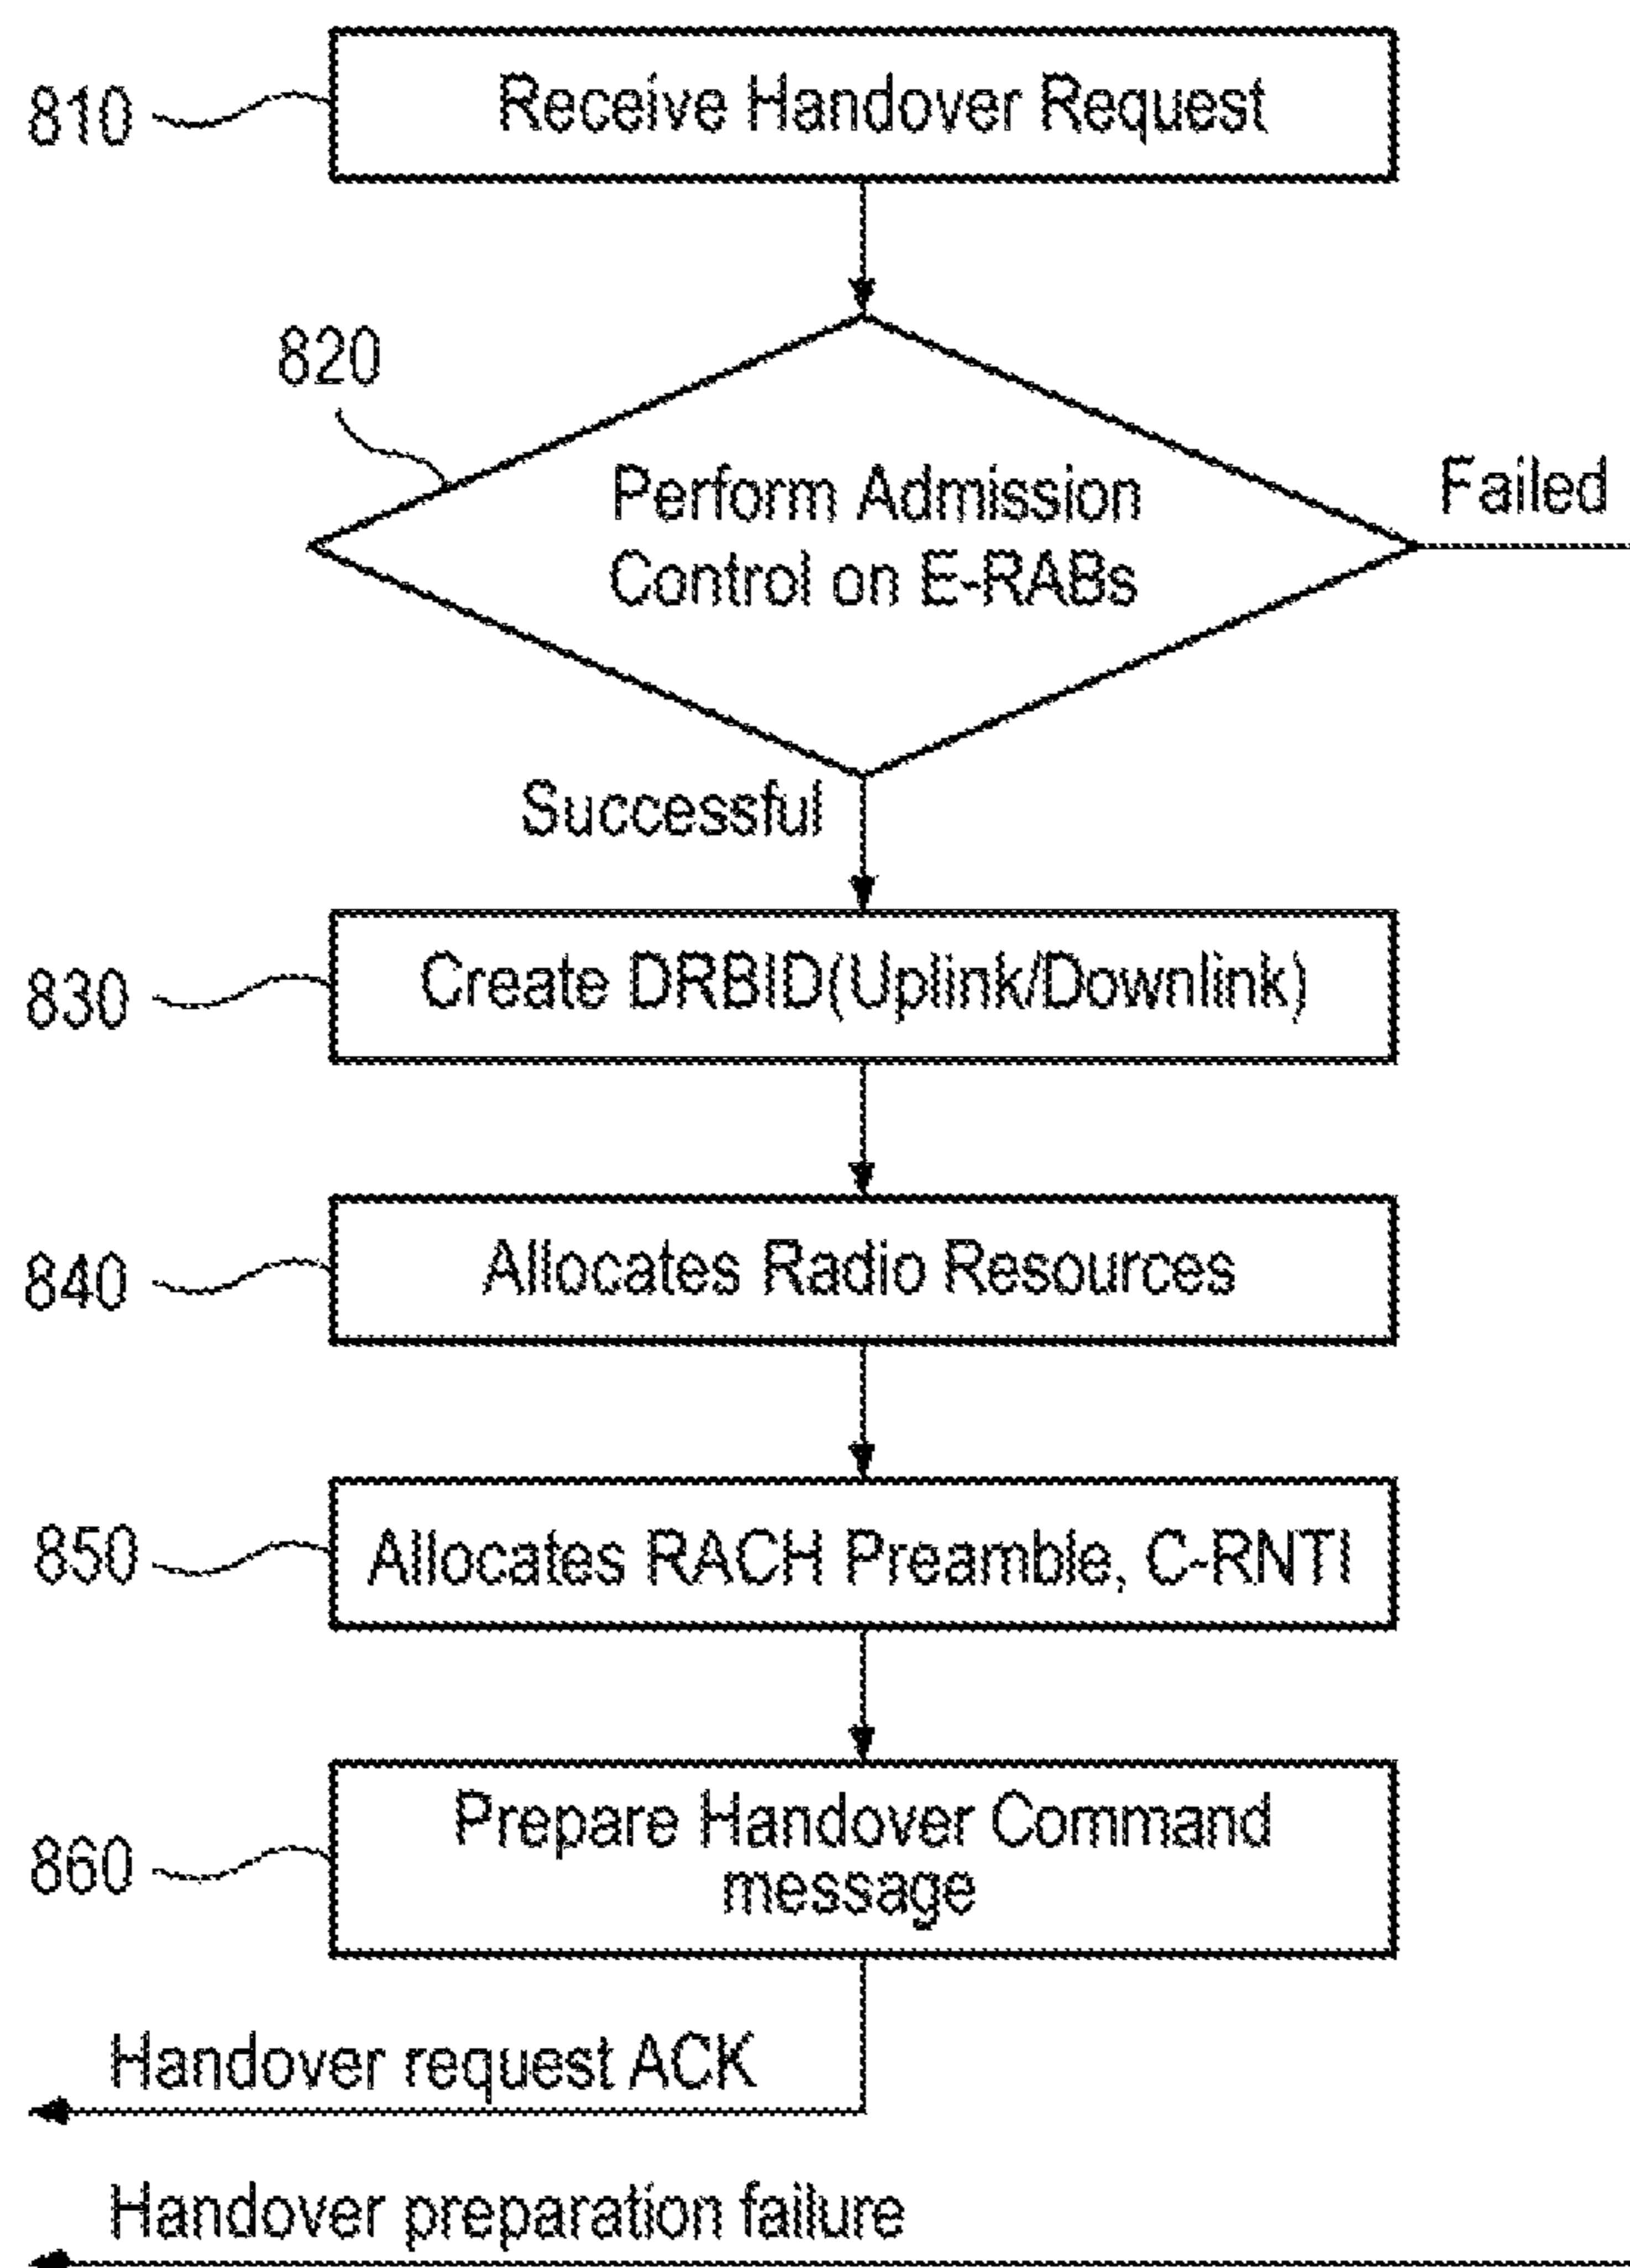 810
Receive Handover Request
820
Perform Admission
Control on E-RABs
Failed
Successful
830
Create DRBID(Uplink/Downlink)
840
Allocates Radio Resources
850
Allocates RACH Preamble, C-RNTI
860
Prepare Handover Command
message
Handover request ACK
Handover preparation failure